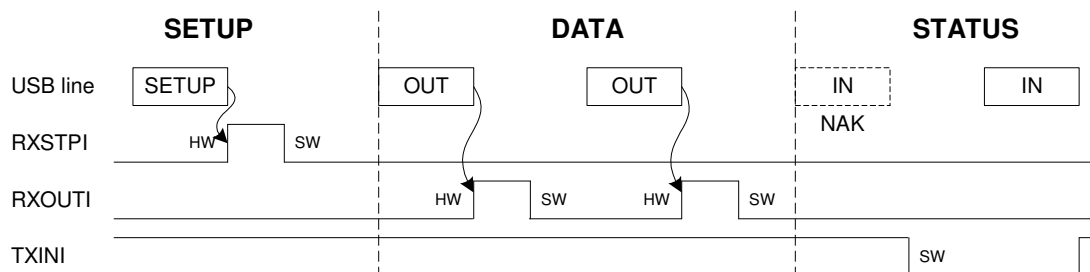 SETUP DATA STATUS
USB line SETUP OUT OUT IN IN
NAK
RXSTPI HW SW
RXOUTI HW SW HW SW
TXINI SW